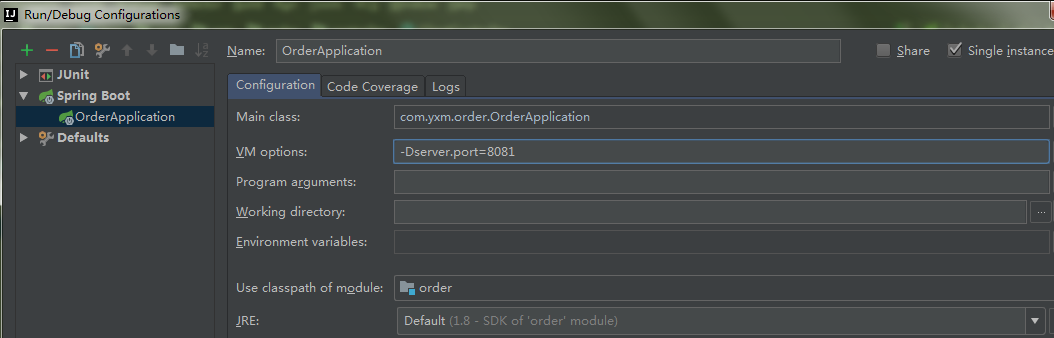 Run/Debug Configurations
Name: OrderApplication Share Single instance
JUnit
Spring Boot
OrderApplication
Defaults
Configuration Code Coverage Logs
Main class: com.yxm.order.OrderApplication
VM options: -Dserver.port=8081
Program arguments:
Working directory: ...
Environment variables:
Use classpath of module: order
JRE: Default (1.8 - SDK of 'order' module)